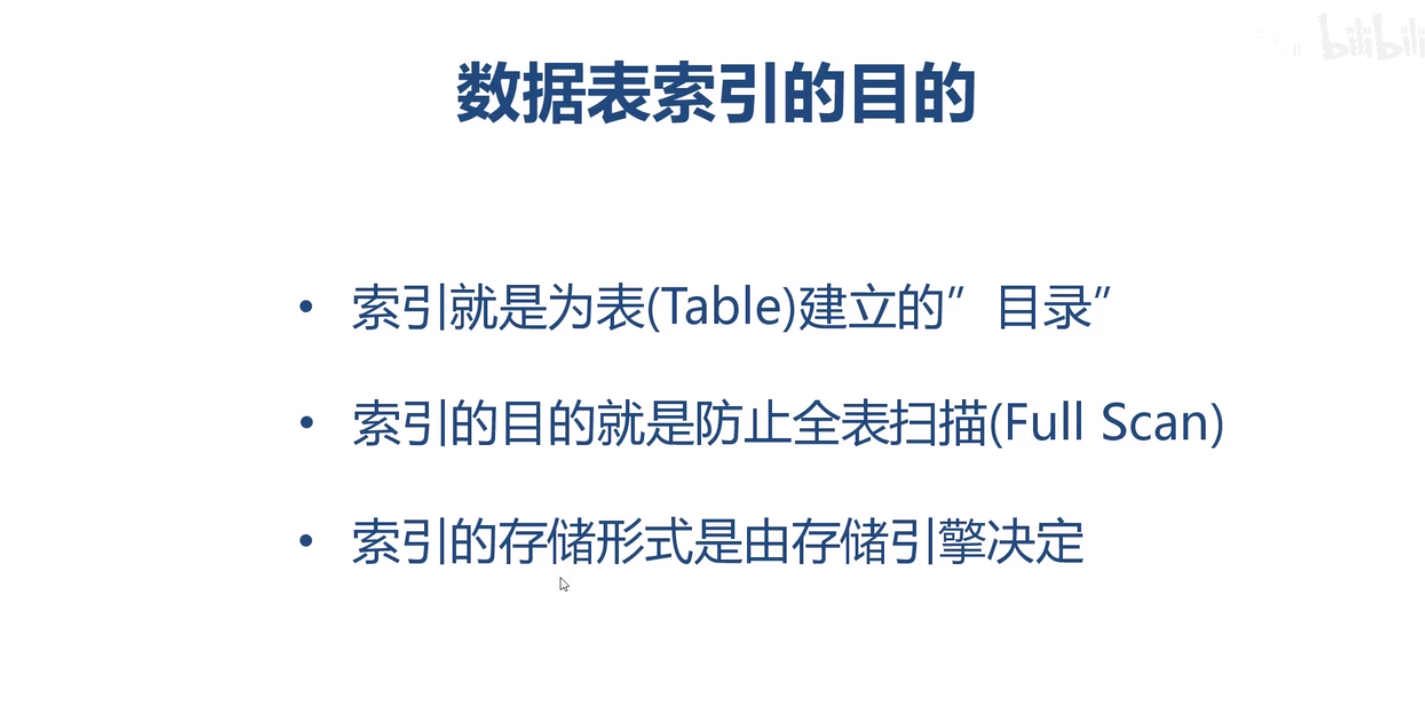 bilibili
数据表索引的目的
• 索引就是为表(Table)建立的”目录”
• 索引的目的就是防止全表扫描(Full Scan)
• 索引的存储形式是由存储引擎决定